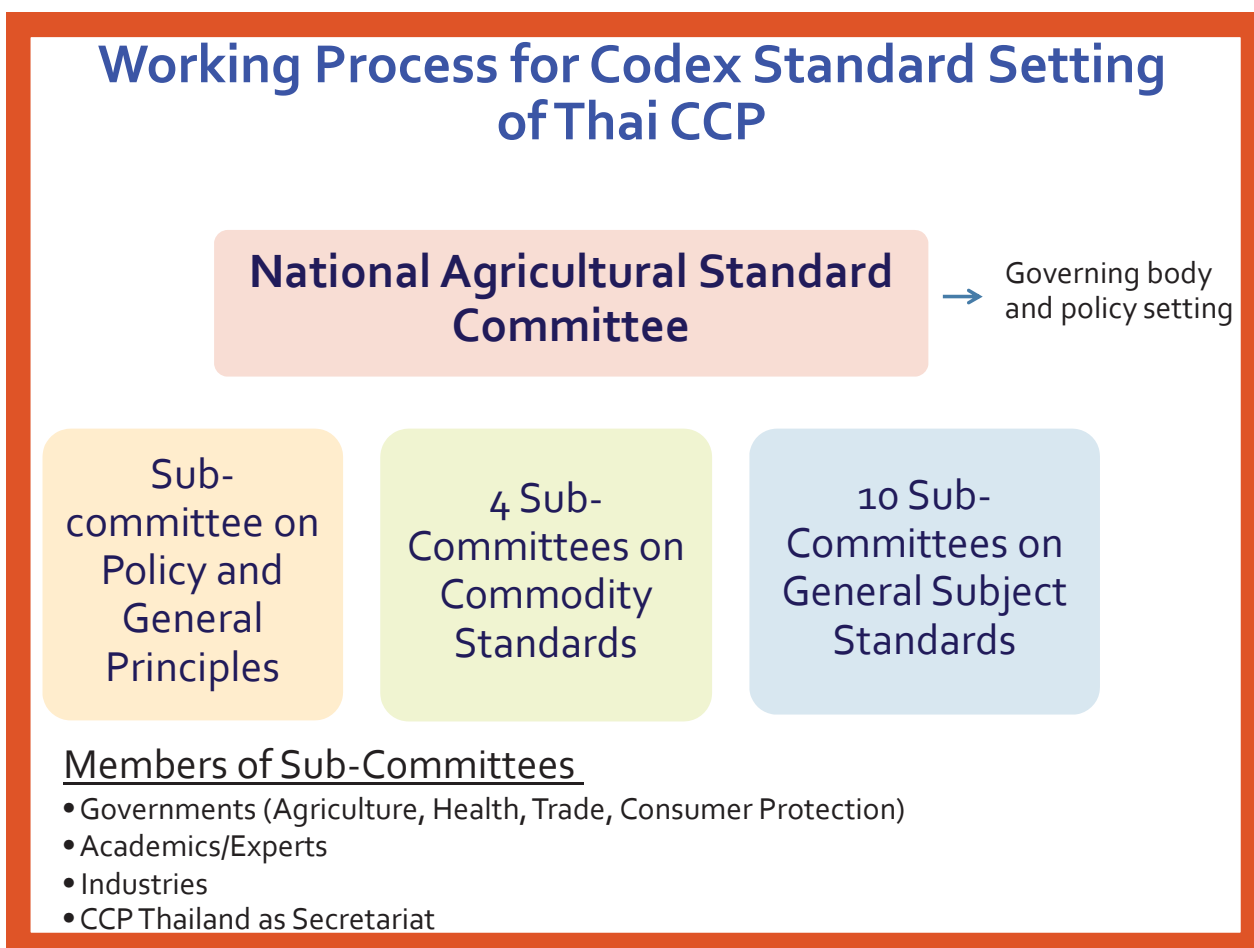 Working Process for Codex Standard Setting
of Thai CCP
National Agricultural Standard
Committee
Governing body
and policy setting
Sub-
committee on
Policy and
General
Principles
4 Sub-
Committees on
Commodity
Standards
10 Sub-
Committees on
General Subject
Standards
Members of Sub-Committees
• Governments (Agriculture, Health, Trade, Consumer Protection)
• Academics/Experts
• Industries
• CCP Thailand as Secretariat